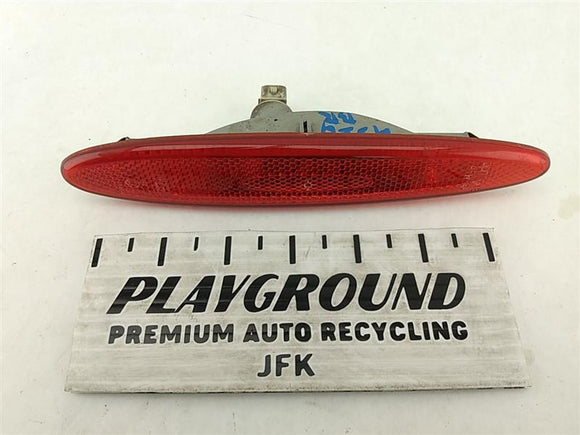 PLAYGROUND
PREMIUM AUTO RECYCLING
JFK